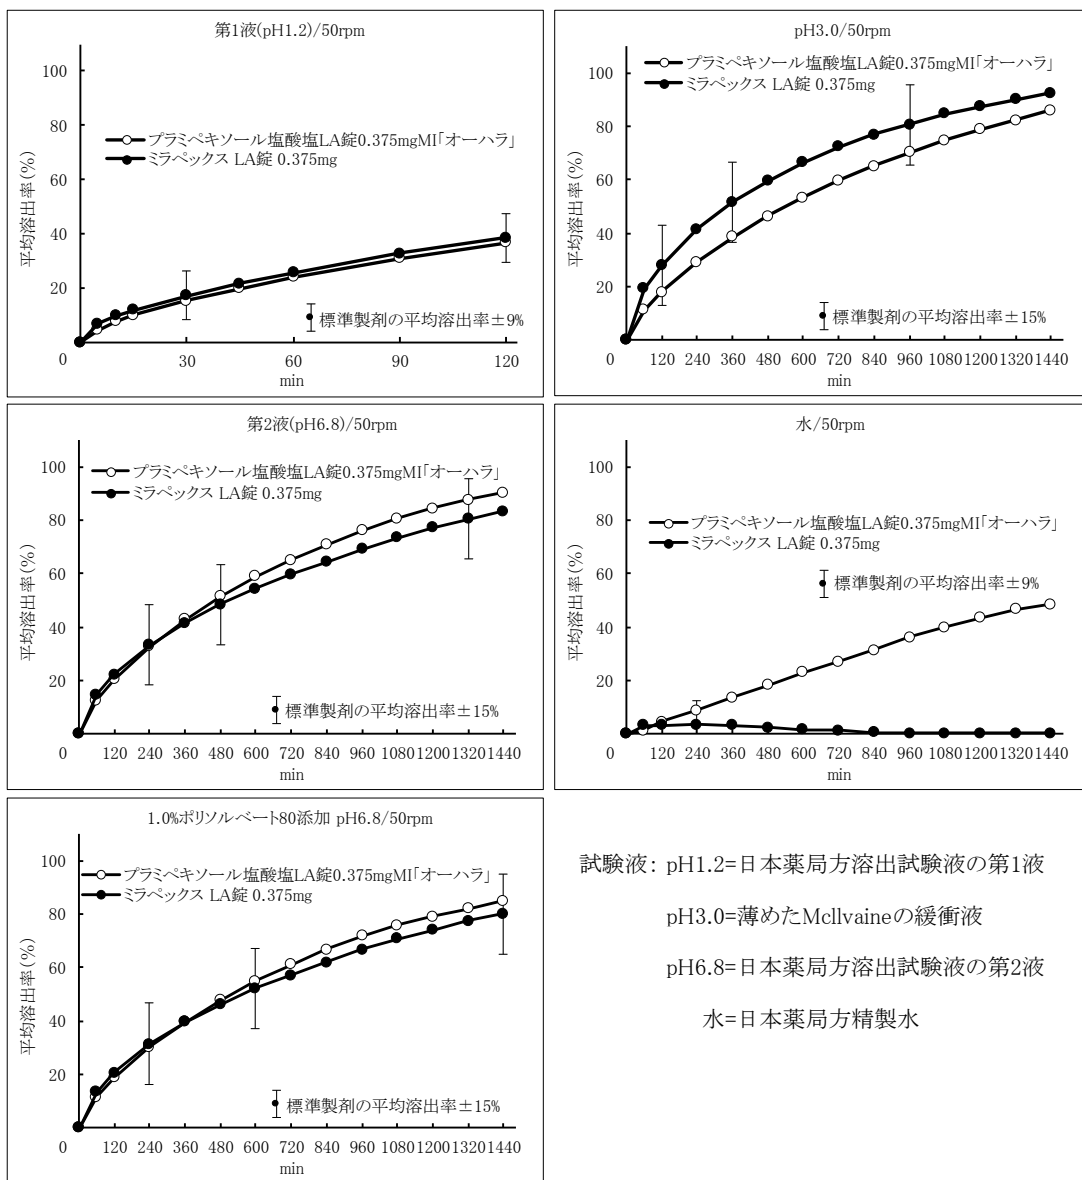 第1液(pH1.2)/50rpm
平均溶出率(%)
100
80
60
40
20
0
30
60
90
120
min
プラミペキソール塩酸塩LA錠0.375mgMI「オーハラ」
ミラペックス LA錠 0.375mg
標準製剤の平均溶出率±9%
pH3.0/50rpm
平均溶出率(%)
100
80
60
40
20
0
120 240 360 480 600 720 840 960 1080 1200 1320 1440
min
プラミペキソール塩酸塩LA錠0.375mgMI「オーハラ」
ミラペックス LA錠 0.375mg
標準製剤の平均溶出率±15%
第2液(pH6.8)/50rpm
平均溶出率(%)
100
80
60
40
20
0
120 240 360 480 600 720 840 960 1080 1200 1320 1440
min
プラミペキソール塩酸塩LA錠0.375mgMI「オーハラ」
ミラペックス LA錠 0.375mg
標準製剤の平均溶出率±15%
水/50rpm
平均溶出率(%)
100
80
60
40
20
0
120 240 360 480 600 720 840 960 1080 1200 1320 1440
min
プラミペキソール塩酸塩LA錠0.375mgMI「オーハラ」
ミラペックス LA錠 0.375mg
標準製剤の平均溶出率±9%
1.0%ポリソルベート80添加 pH6.8/50rpm
平均溶出率(%)
100
80
60
40
20
0
120 240 360 480 600 720 840 960 1080 1200 1320 1440
min
プラミペキソール塩酸塩LA錠0.375mgMI「オーハラ」
ミラペックス LA錠 0.375mg
標準製剤の平均溶出率±15%
試験液: pH1.2=日本薬局方溶出試験液の第1液
pH3.0=薄めたMcllvaineの緩衝液
pH6.8=日本薬局方溶出試験液の第2液
水=日本薬局方精製水